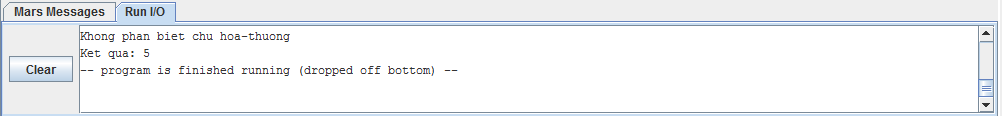 Mars Messages Run I/O
Khong phan biet chu hoa-thuong
Ket qua: 5
Clear
-- program is finished running (dropped off bottom) --